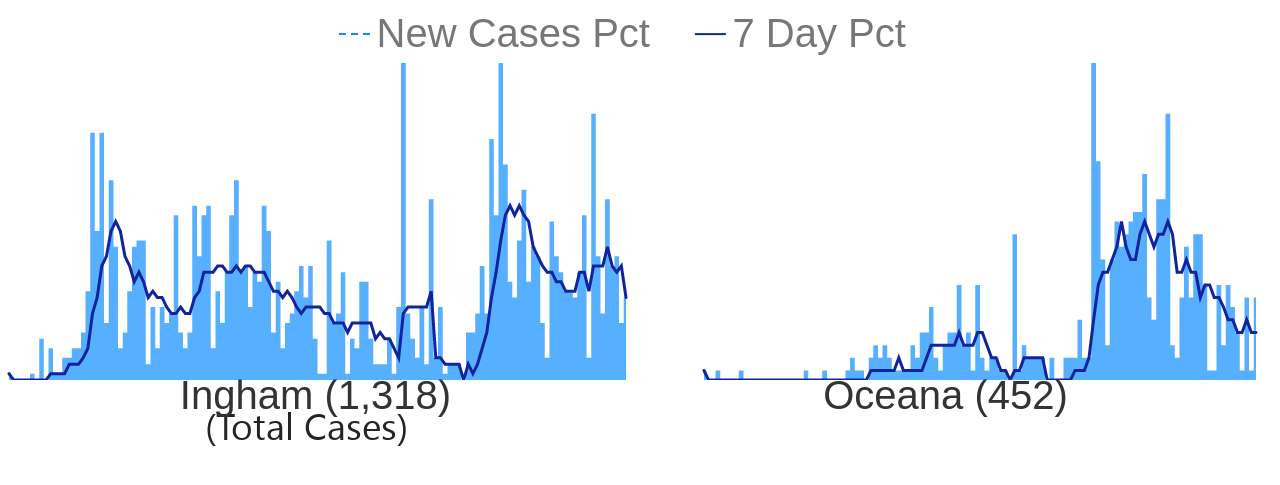 New Cases Pct 7 Day Pct
Ingham (1,318)
(Total Cases)
Oceana (452)